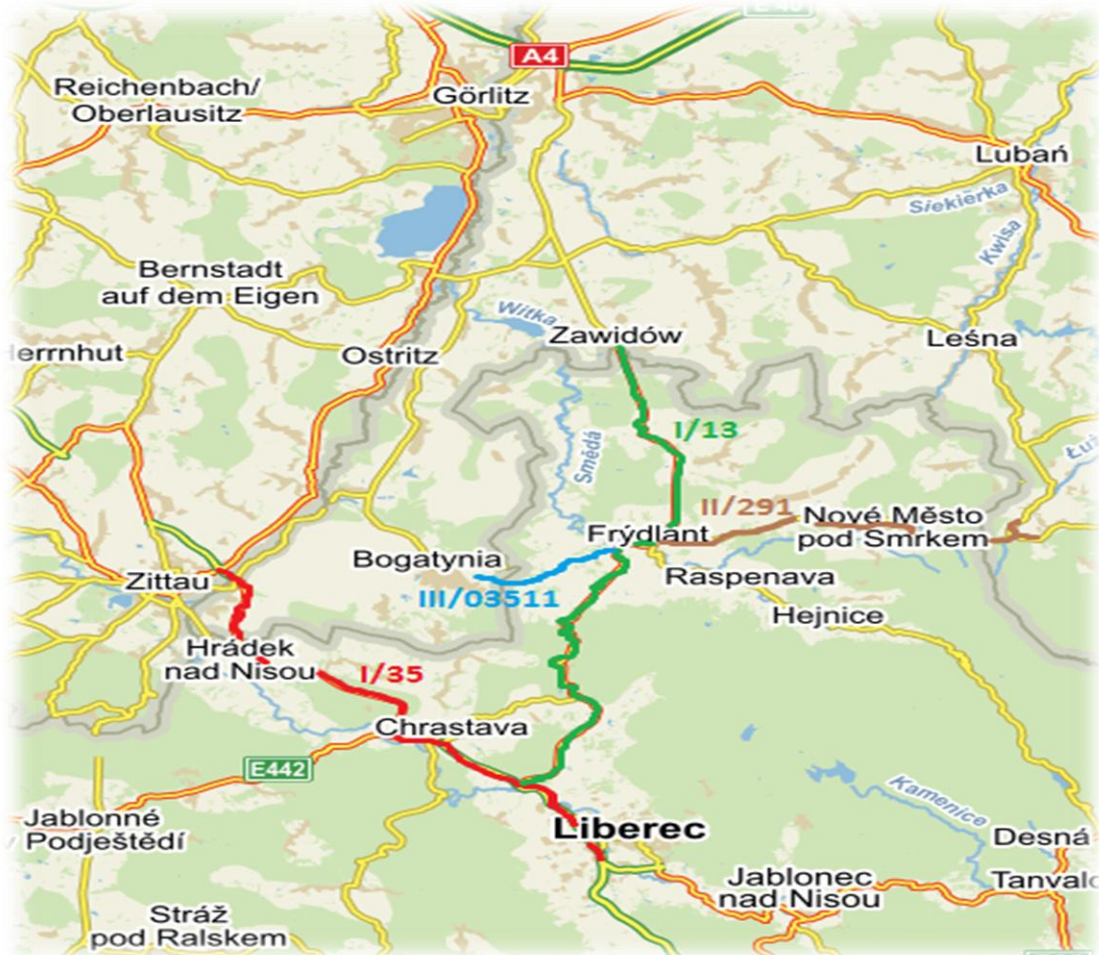 E 40
A4
Reichenbach/
Oberlausitz
Görlitz
Lubań
Siekierka
Kwisa
Bernstadt
auf dem Eigen
Witka
Zawidów
Leśna
Ostritz
I/13
Smědá
II/291
Nové Město
pod Smrkem
Frýdlant
Bogatynia
III/03511
Raspenava
Zittau
Hejnice
Hrádek
nad Nisou
I/35
Chrastava
E442
Kamenice
Jablonné
Podještědí
Liberec
Desná
Jablonec
nad Nisou
Stráž
pod Ralskem